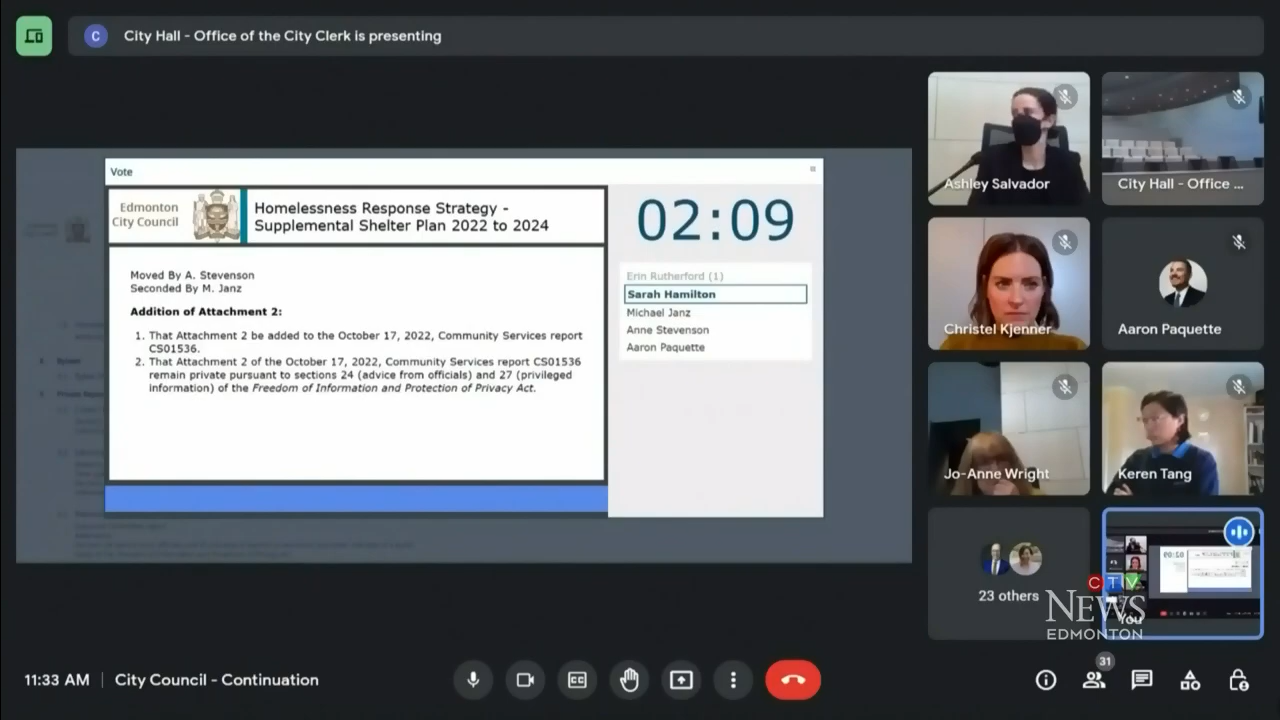 C
City Hall - Office of the City Clerk is presenting
Vote
Edmonton
City Council
Homelessness Response Strategy -
Supplemental Shelter Plan 2022 to 2024
Moved By A. Stevenson
Seconded By M. Janz
Addition of Attachment 2:
1. That Attachment 2 be added to the October 17, 2022, Community Services report
CS01536.
2. That Attachment 2 of the October 17, 2022, Community Services report CS01536
remain private pursuant to sections 24 (advice from officials) and 27 (privileged
information) of the Freedom of Information and Protection of Privacy Act.
02:09
Erin Rutherford (1)
Sarah Hamilton
Michael Janz
Anne Stevenson
Aaron Paquette
Ashley Salvador
City Hall - Office ...
Christel Kjenner
Aaron Paquette
Jo-Anne Wright
Keren Tang
23 others
You
CTV
NEWS
EDMONTON
11:33 AM | City Council - Continuation
CC
31